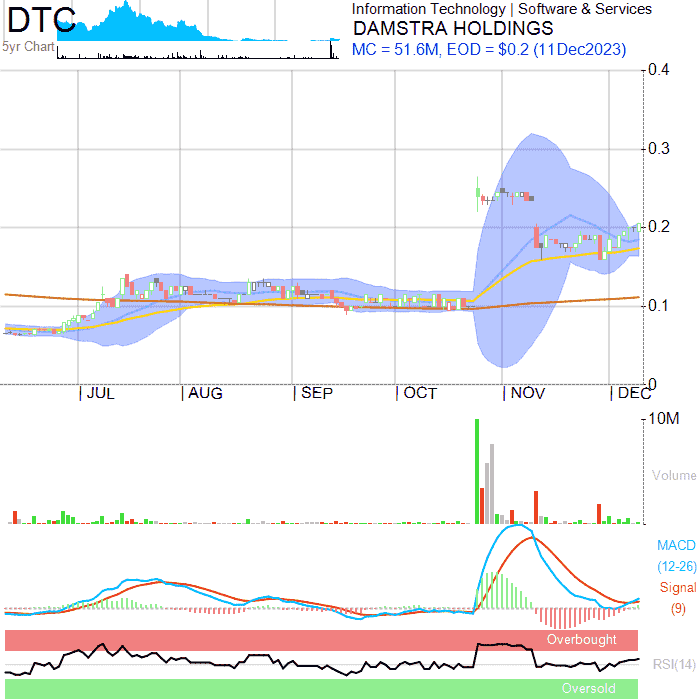 DTC
5yr Chart
Information Technology | Software & Services
DAMSTRA HOLDINGS
MC = 51.6M, EOD = $0.2 (11Dec2023)
0.4
0.3
0.2
0.1
0
JUL
AUG
SEP
OCT
NOV
DEC
10M
Volume
MACD
(12-26)
Signal
(9)
Overbought
RSI(14)
Oversold